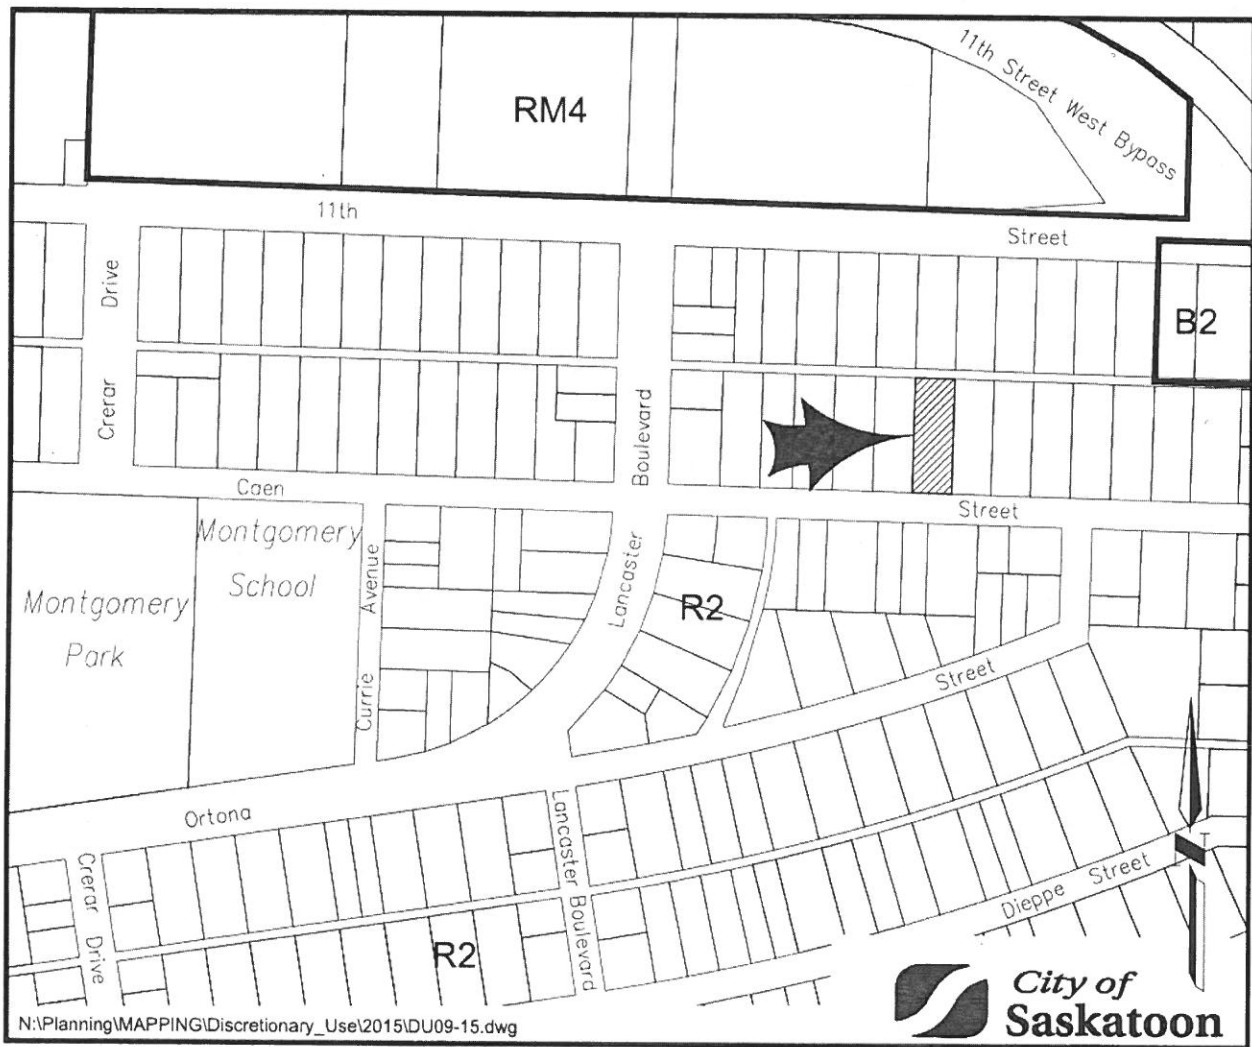 11th Street West Bypass
RM4
11th
Street
Drive
B2
Crerar
Boulevard
Caen
Street
Montgomery
School
Montgomery
Park
Avenue
Currie
Lancaster
R2
Street
Ortona
Lancaster Boulevard
Crerar Drive
Dieppe Street
R2
City of
Saskatoon
N:\Planning\MAPPING\Discretionary_Use\2015\DU09-15.dwg